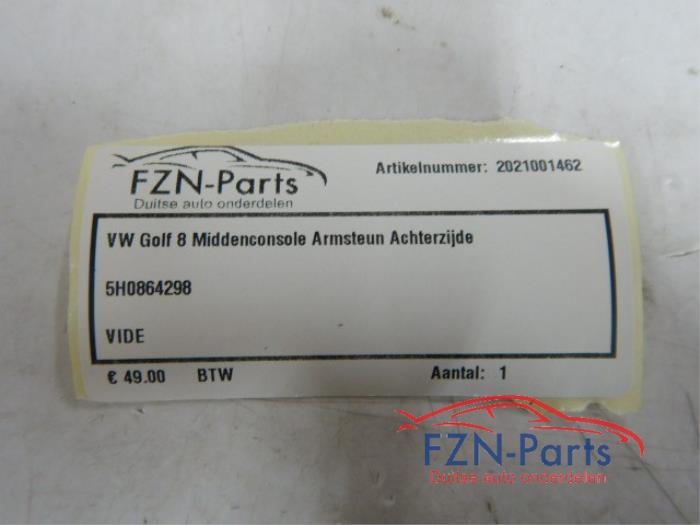 FZN-Parts
Duitse auto onderdelen
Artikelnummer: 2021001462
VW Golf 8 Middenconsole Armsteun Achterzijde
5H0864298
VIDE
€ 49.00 BTW Aantal: 1
FZN-Parts
Duitse auto onderdelen